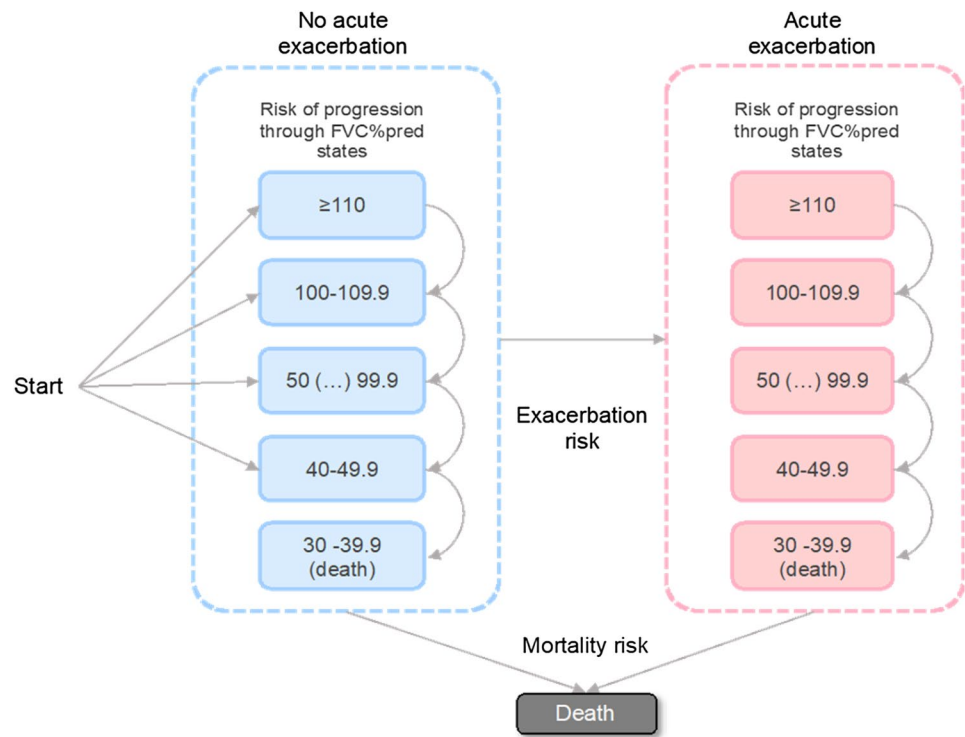 No acute
exacerbation
Risk of progression
through FVC%pred
states
≥110
100-109.9
50 (...) 99.9
40-49.9
30 -39.9
(death)
Start
Exacerbation
risk
Acute
exacerbation
Risk of progression
through FVC%pred
states
≥110
100-109.9
50 (...) 99.9
40-49.9
30 -39.9
(death)
Mortality risk
Death